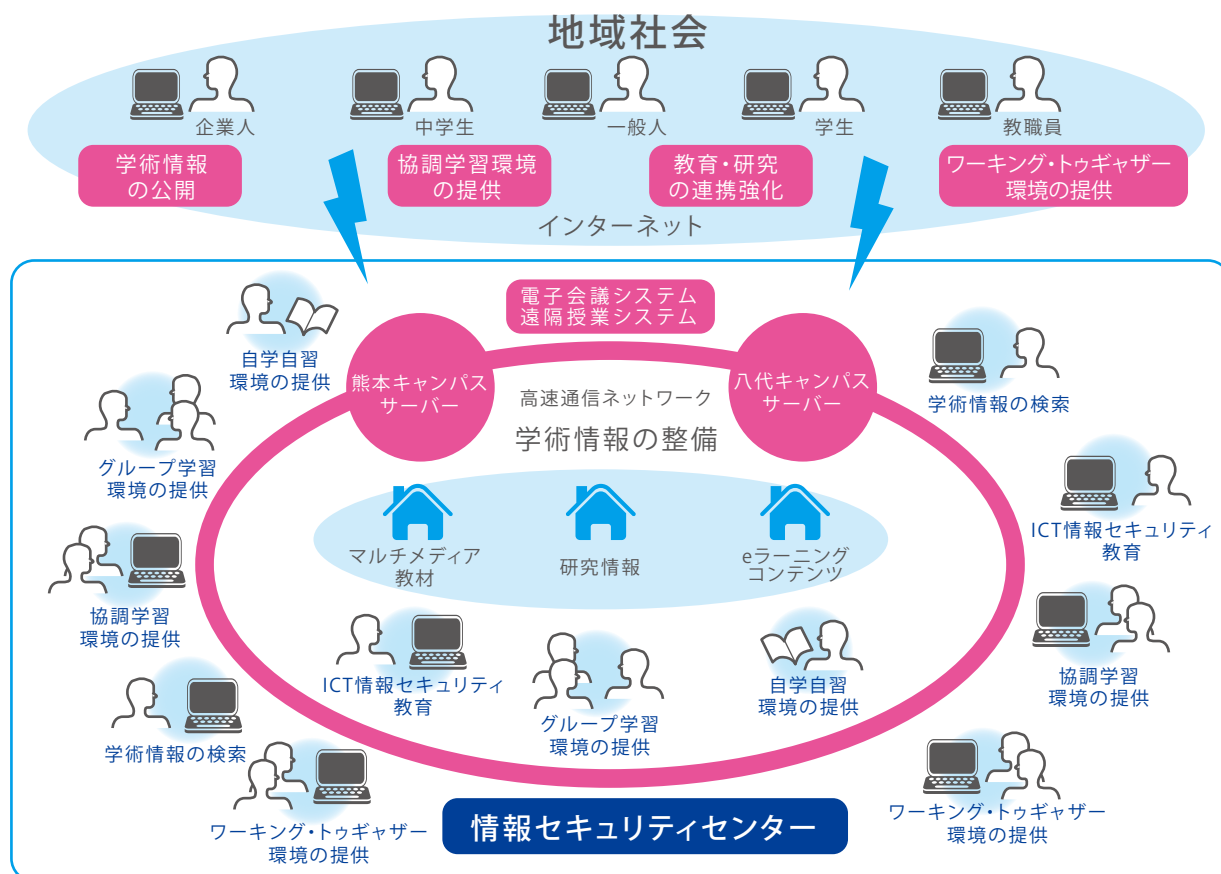 地域社会
企業人
中学生
一般人
学生
教職員
学術情報
の公開
協調学習環境
の提供
教育・研究
の連携強化
ワーキング・トゥギャザー
環境の提供
インターネット
電子会議システム
遠隔授業システム
自学自習
環境の提供
熊本キャンパス
サーバー
八代キャンパス
サーバー
高速通信ネットワーク
学術情報の整備
学術情報の検索
グループ学習
環境の提供
ICT情報セキュリティ
教育
マルチメディア
教材
研究情報
eラーニング
コンテンツ
協調学習
環境の提供
ICT情報セキュリティ
教育
グループ学習
環境の提供
自学自習
環境の提供
協調学習
環境の提供
学術情報の検索
ワーキング・トゥギャザー
環境の提供
ワーキング・トゥギャザー
環境の提供
情報セキュリティセンター